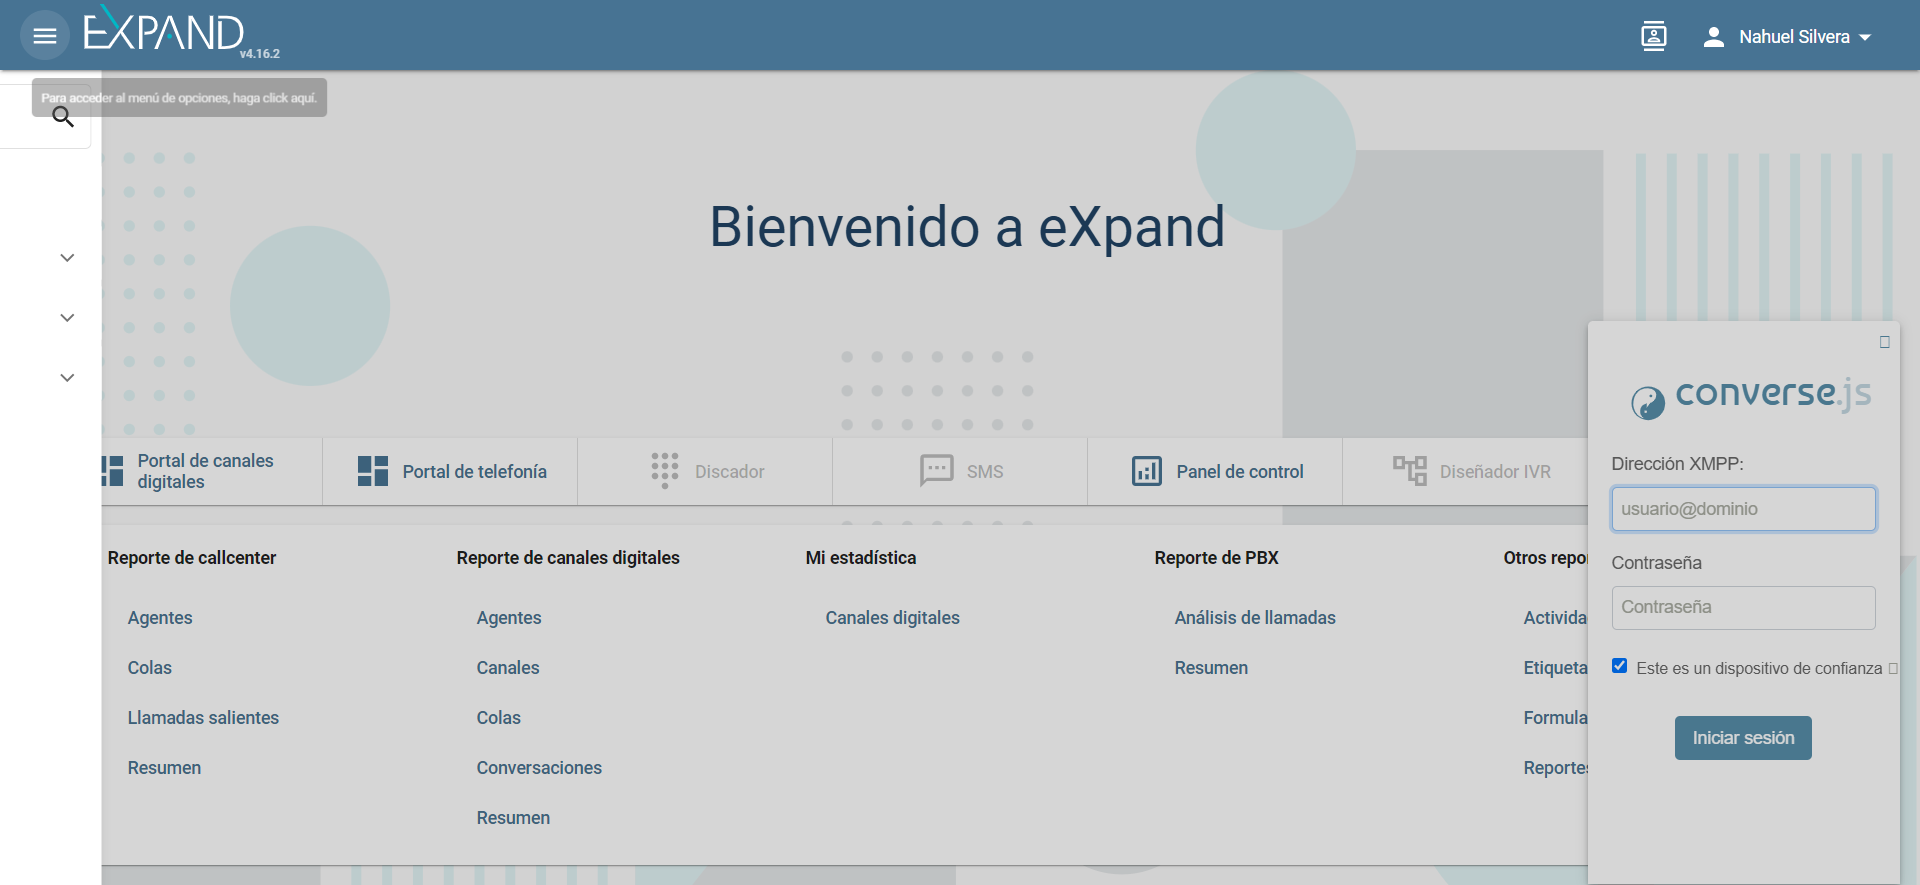 EXPAND
v4.16.2
Nahuel Silvera
Para acceder al menú de opciones, haga click aquí.
Bienvenido a eXpand
Portal de canales
digitales
Portal de telefonía
Discador
SMS
Panel de control
Diseñador IVR
Reporte de callcenter
Agentes
Colas
Llamadas salientes
Resumen
Reporte de canales digitales
Agentes
Canales
Colas
Conversaciones
Resumen
Mi estadística
Canales digitales
Reporte de PBX
Análisis de llamadas
Resumen
Otros repo
Activida
Etiqueta
Formula
Reportes
converse.js
Dirección XMPP:
usuario@dominio
Contraseña
Contraseña
Este es un dispositivo de confianza
Iniciar sesión